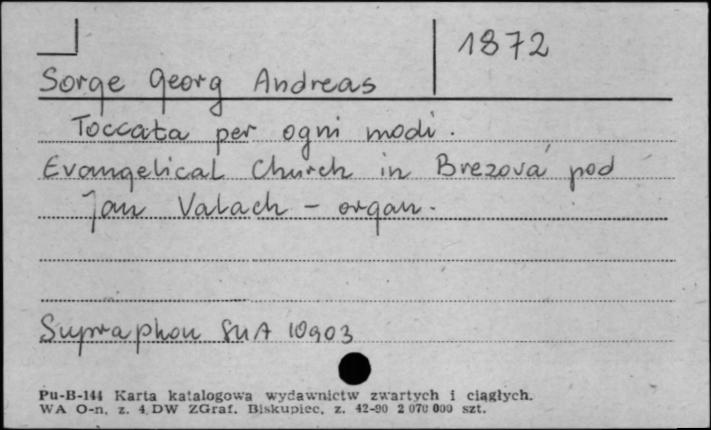 1872
Sorge Georg Andreas
Toccata per ogni modi.
Evangelical Church in Brezová pod
Jan Valach - organ.
Supraphon SUA 10903
Pu-B-144 Karta katalogowa wydawnictw zwartych i ciągłych.
WA O-n. z. 4. DW ZGraf. Biskupiec, z. 42-90 2 070 000 szt.